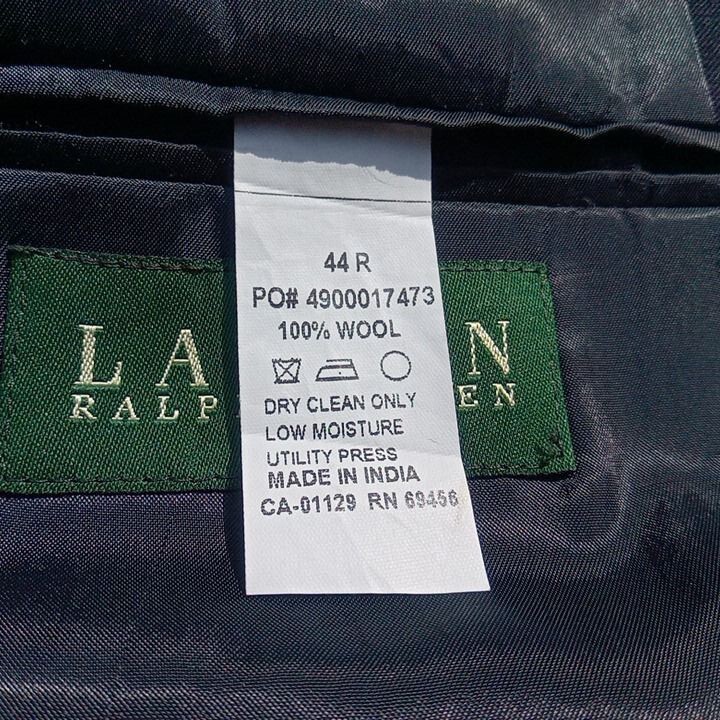 44 R
PO# 4900017473
100% WOOL
DRY CLEAN ONLY
LOW MOISTURE
UTILITY PRESS
MADE IN INDIA
CA-01129 RN 69456
LA N
RALP EN